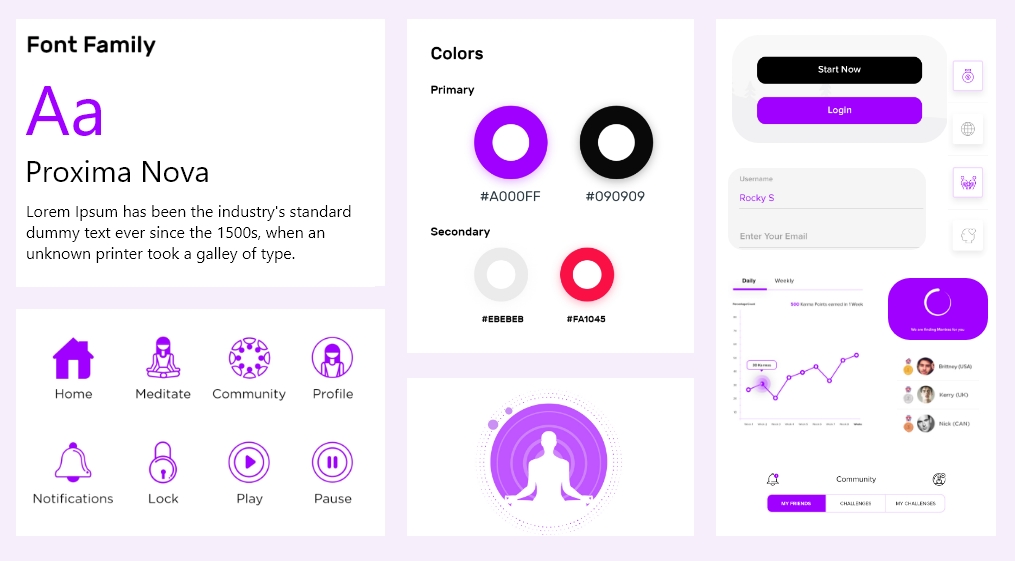 Font Family
Aa
Proxima Nova
Lorem Ipsum has been the industry's standard
dummy text ever since the 1500s, when an
unknown printer took a galley of type.
Home
Meditate
Community
Profile
Notifications
Lock
Play
Pause
Colors
Primary
#A000FF
#090909
Secondary
#EBEBEB
#FA1045
Start Now
Login
Username
Rocky S
Enter Your Email
Daily
Weekly
500 Karma Points earned in 1 Week
We are finding Mantras for you
Brittney (USA)
Kerry (UK)
Nick (CAN)
Community
MY FRIENDS
CHALLENGES
MY CHALLENGES